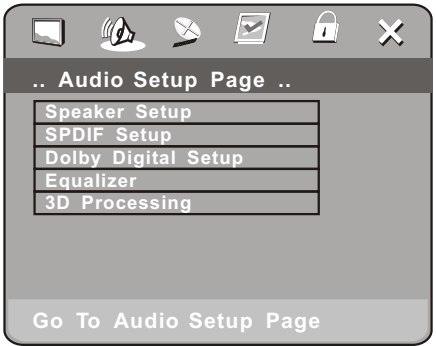 .. Audio Setup Page ..
Speaker Setup
SPDIF Setup
Dolby Digital Setup
Equalizer
3D Processing
Go To Audio Setup Page